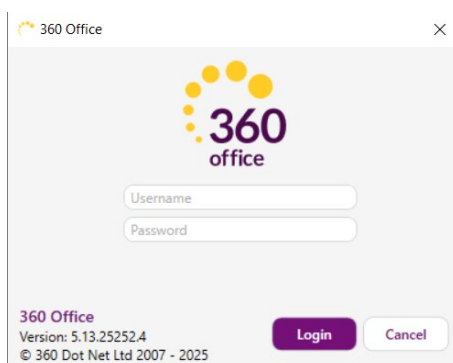 360 Office
360
office
Username
Password
360 Office
Version: 5.13.25252.4
© 360 Dot Net Ltd 2007 - 2025
Login
Cancel